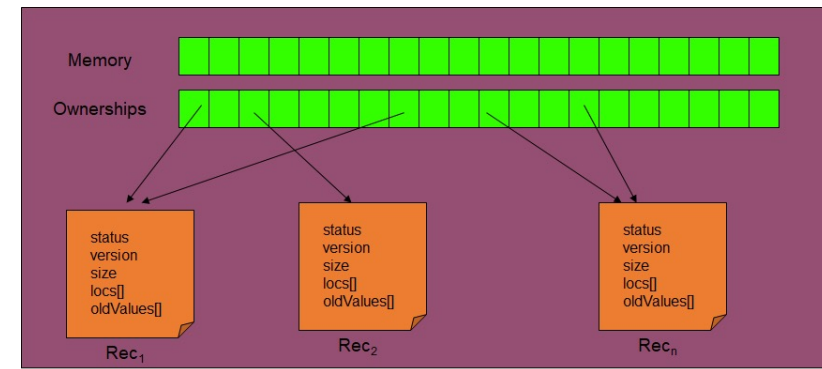 Memory
Ownerships
status
version
size
locs[]
oldValues[]
status
version
size
locs[]
oldValues[]
status
version
size
locs[]
oldValues[]
Rec₁
Rec₂
Recₙ